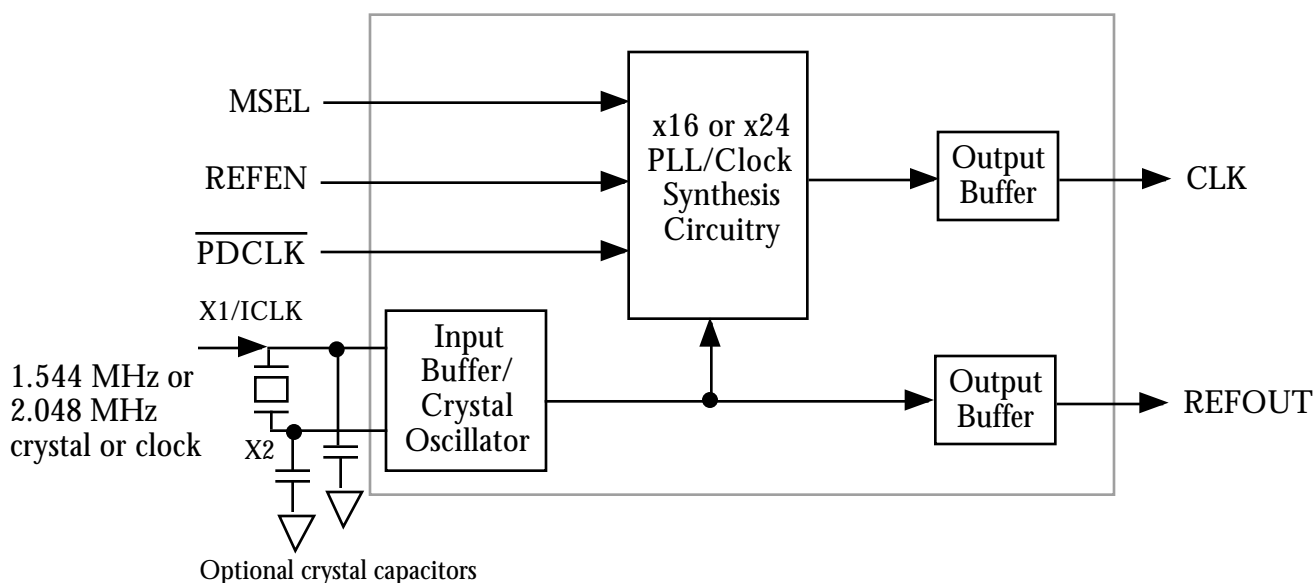 MSEL
REFEN
PDCLK
X1/ICLK
1.544 MHz or
2.048 MHz
crystal or clock
X2
Optional crystal capacitors
Input
Buffer/
Crystal
Oscillator
x16 or x24
PLL/Clock
Synthesis
Circuitry
Output
Buffer
CLK
Output
Buffer
REFOUT